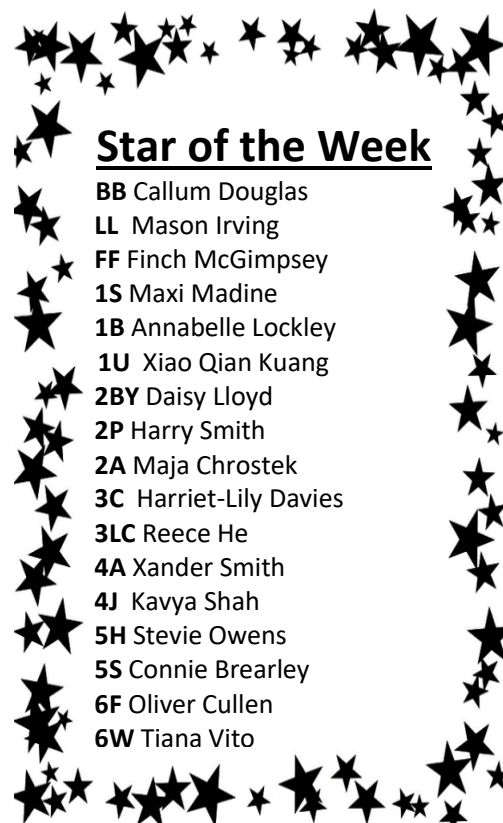 Star of the Week
BB Callum Douglas
LL Mason Irving
FF Finch McGimpsey
1S Maxi Madine
1B Annabelle Lockley
1U Xiao Qian Kuang
2BY Daisy Lloyd
2P Harry Smith
2A Maja Chrostek
3C Harriet-Lily Davies
3LC Reece He
4A Xander Smith
4J Kavya Shah
5H Stevie Owens
5S Connie Brearley
6F Oliver Cullen
6W Tiana Vito